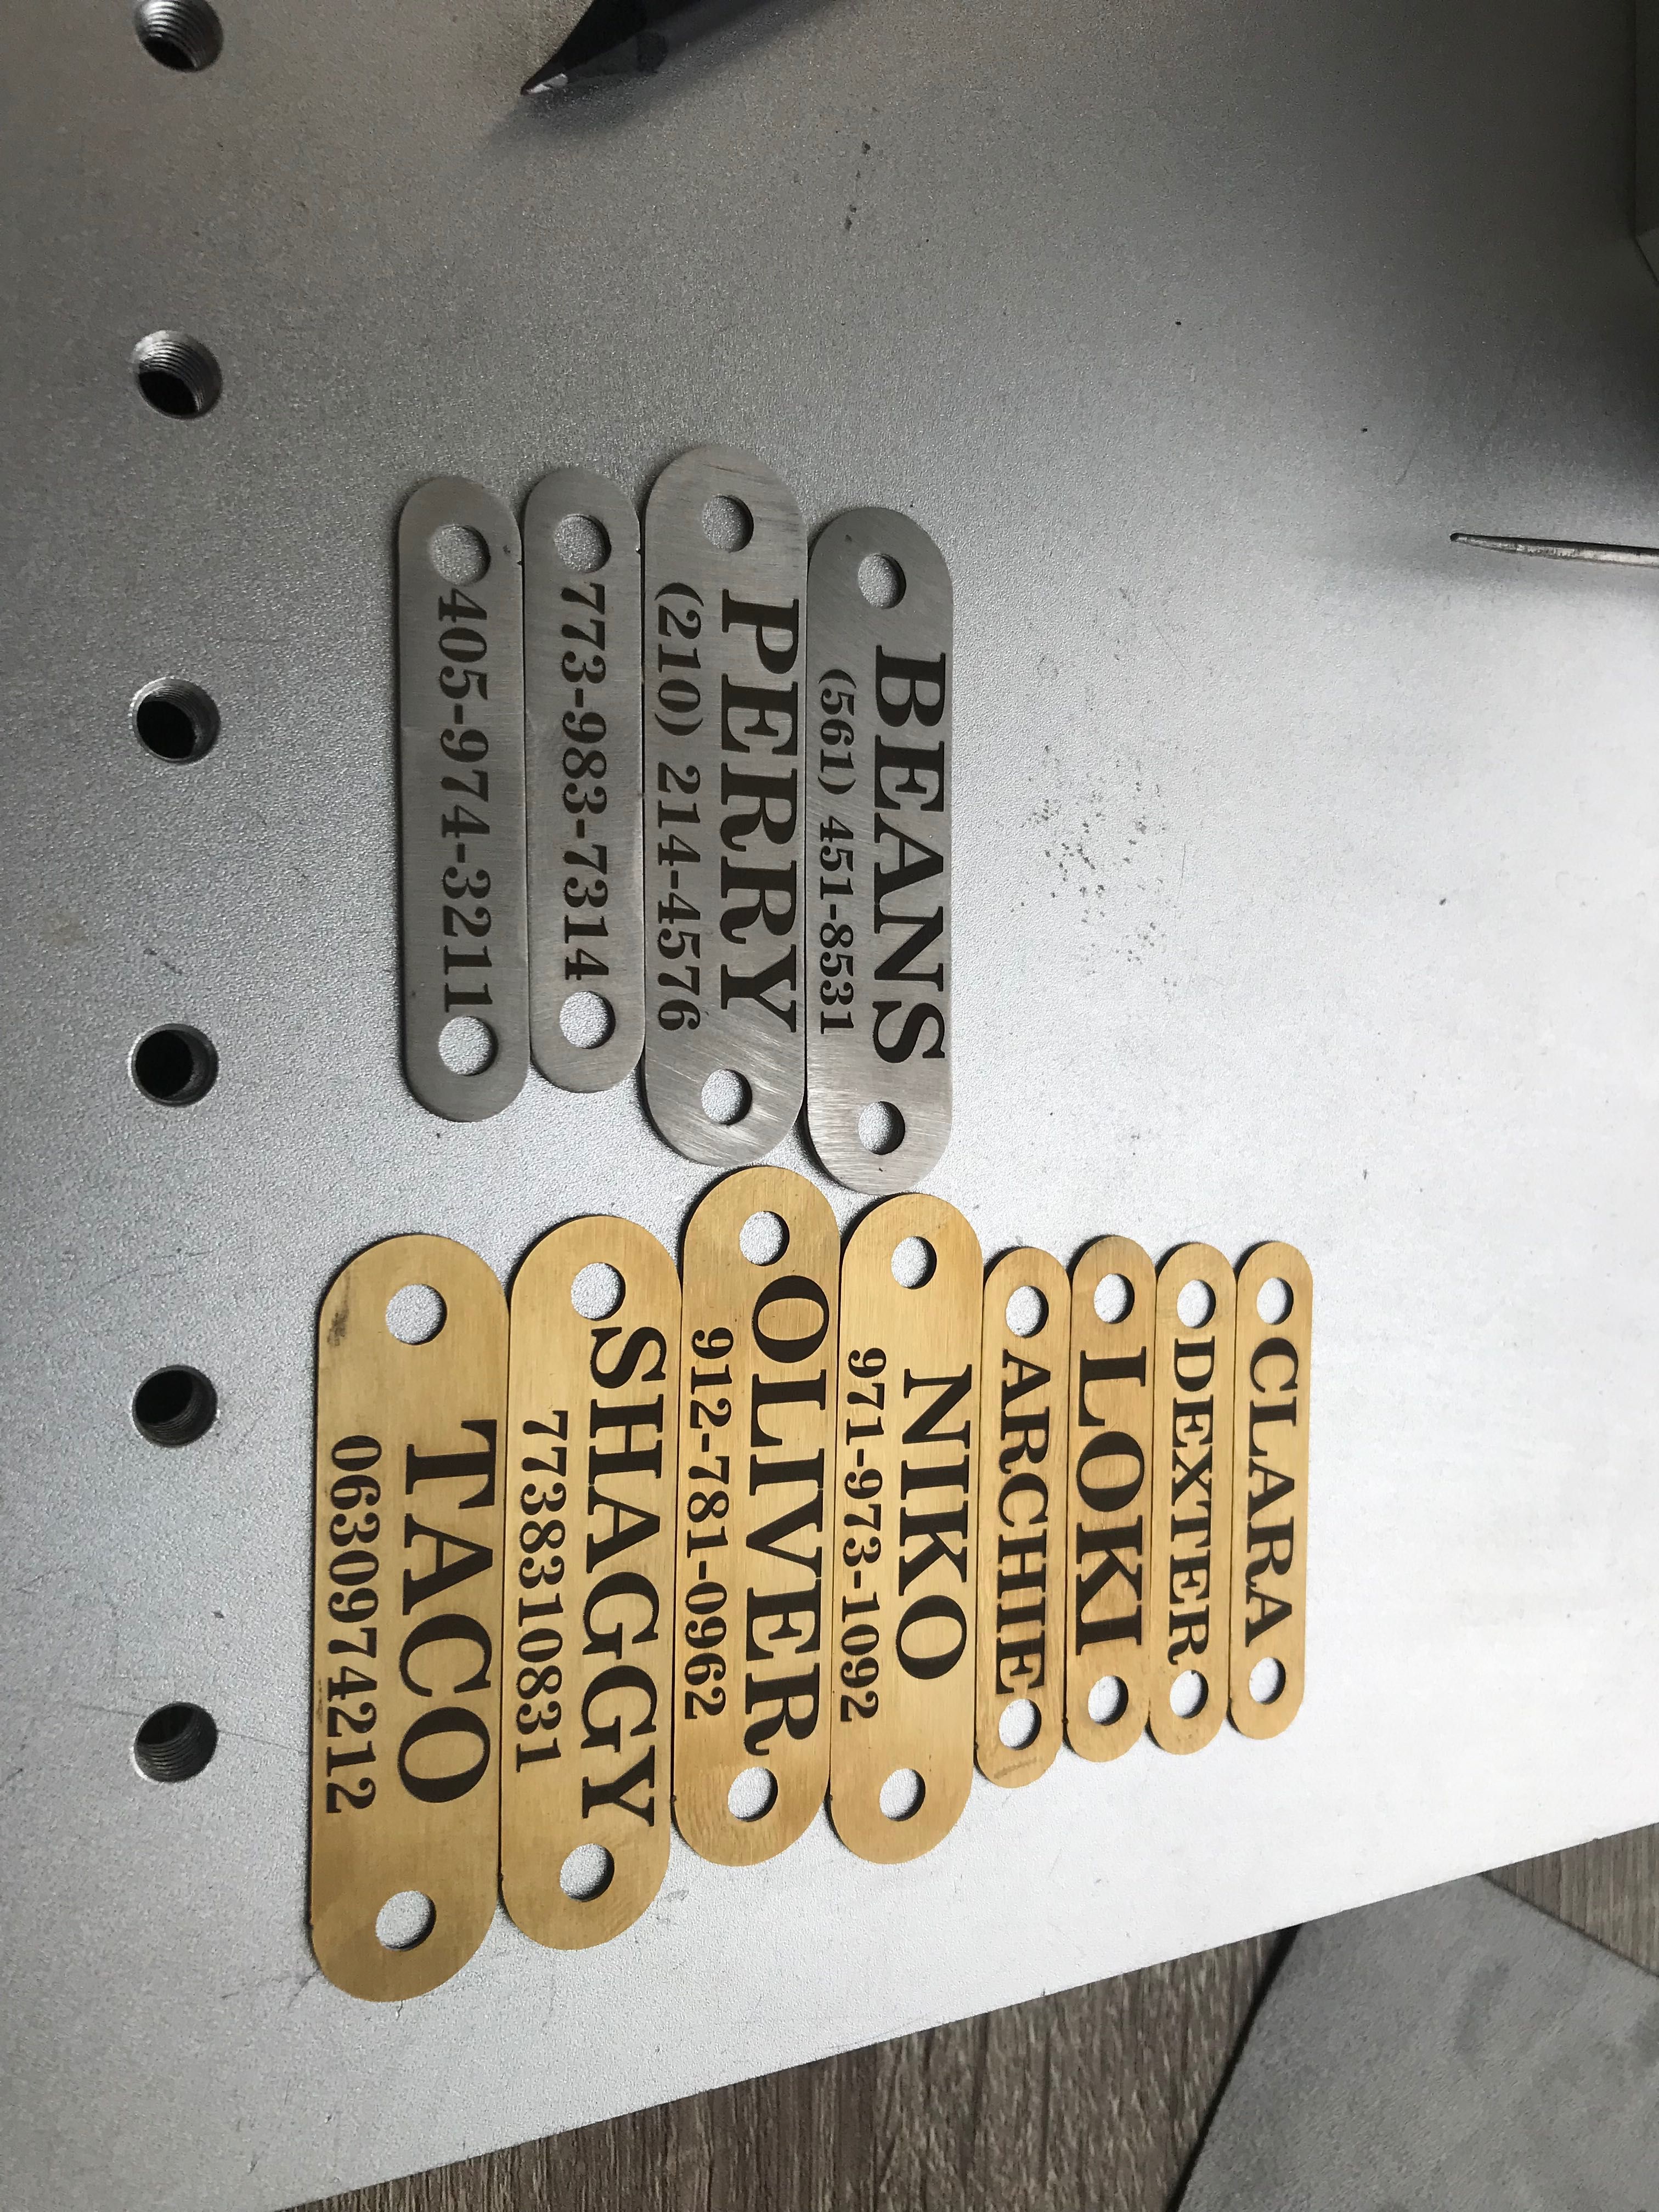 BEANS
(561) 451-8531
PERRY
(210) 214-4576
773-983-7314
405-974-3211
CLARA
DEXTER
LOKI
ARCHIE
NIKO
971-973-1092
OLIVER
912-781-0962
SHAGGY
7738310831
TACO
0630974212